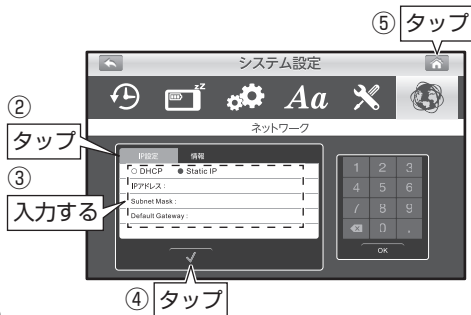 ⑤ タップ
システム設定
zZ
Aa
② タップ
ネットワーク
IP設定 情報
DHCP Static IP
③ 入力する
IPアドレス :
Subnet Mask :
Default Gateway :
1 2 3
4 5 6
7 8 9
0 .
OK
④ タップ